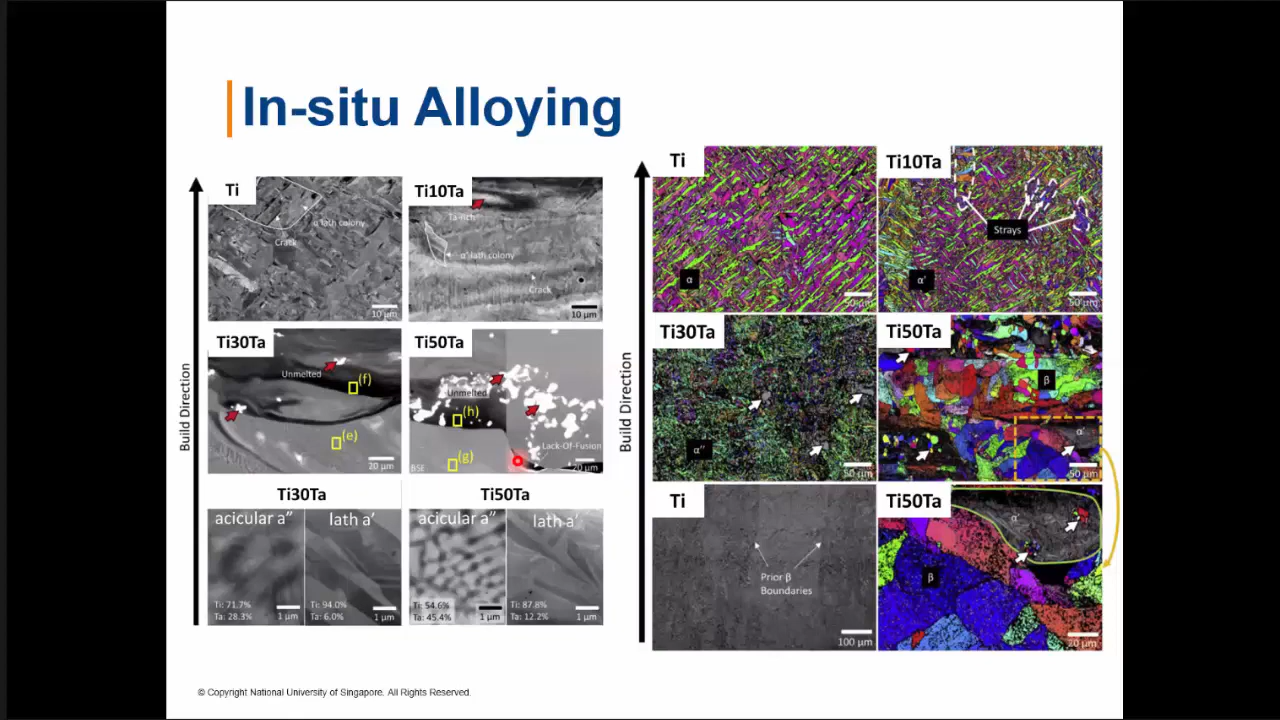 In-situ Alloying
Build Direction
Ti
α' lath colony
Crack
10 μm
Ti10Ta
Ta-rich
α' lath colony
Crack
10 μm
Ti30Ta
Unmelted
(f)
(e)
20 μm
Ti50Ta
Unmelted
(h)
Lack-Of-Fusion
(g)
BSE
20 μm
Ti30Ta
acicular a”
lath a’
Ti: 71.7%
Ta: 28.3%
1 μm
Ti: 94.0%
Ta: 6.0%
1 μm
Ti50Ta
acicular a”
lath a’
Ti: 54.6%
Ta: 45.4%
1 μm
Ti: 87.8%
Ta: 12.2%
1 μm
Build Direction
Ti
α
50 μm
Ti10Ta
Strays
α'
50 μm
Ti30Ta
α''
50 μm
Ti50Ta
β
α'
50 μm
Ti
Prior β
Boundaries
100 μm
Ti50Ta
α'
β
20 μm
© Copyright National University of Singapore. All Rights Reserved.